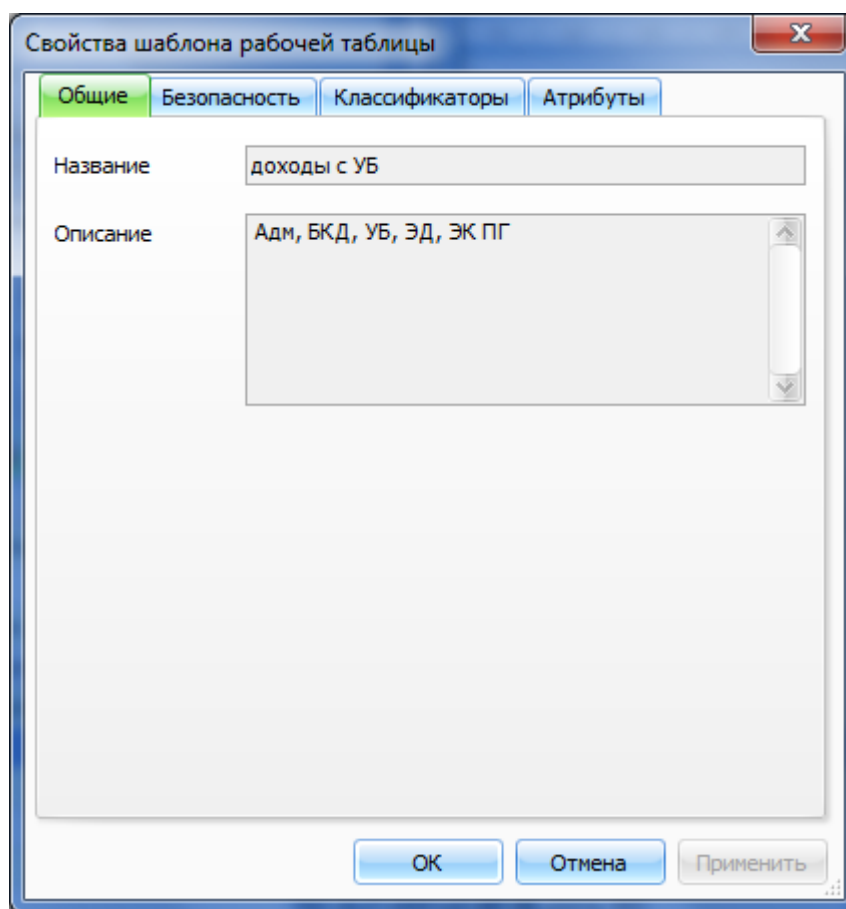 Свойства шаблона рабочей таблицы
Общие Безопасность Классификаторы Атрибуты
Название доходы с УБ
Описание Адм, БКД, УБ, ЭД, ЭК ПГ
ОК Отмена Применить